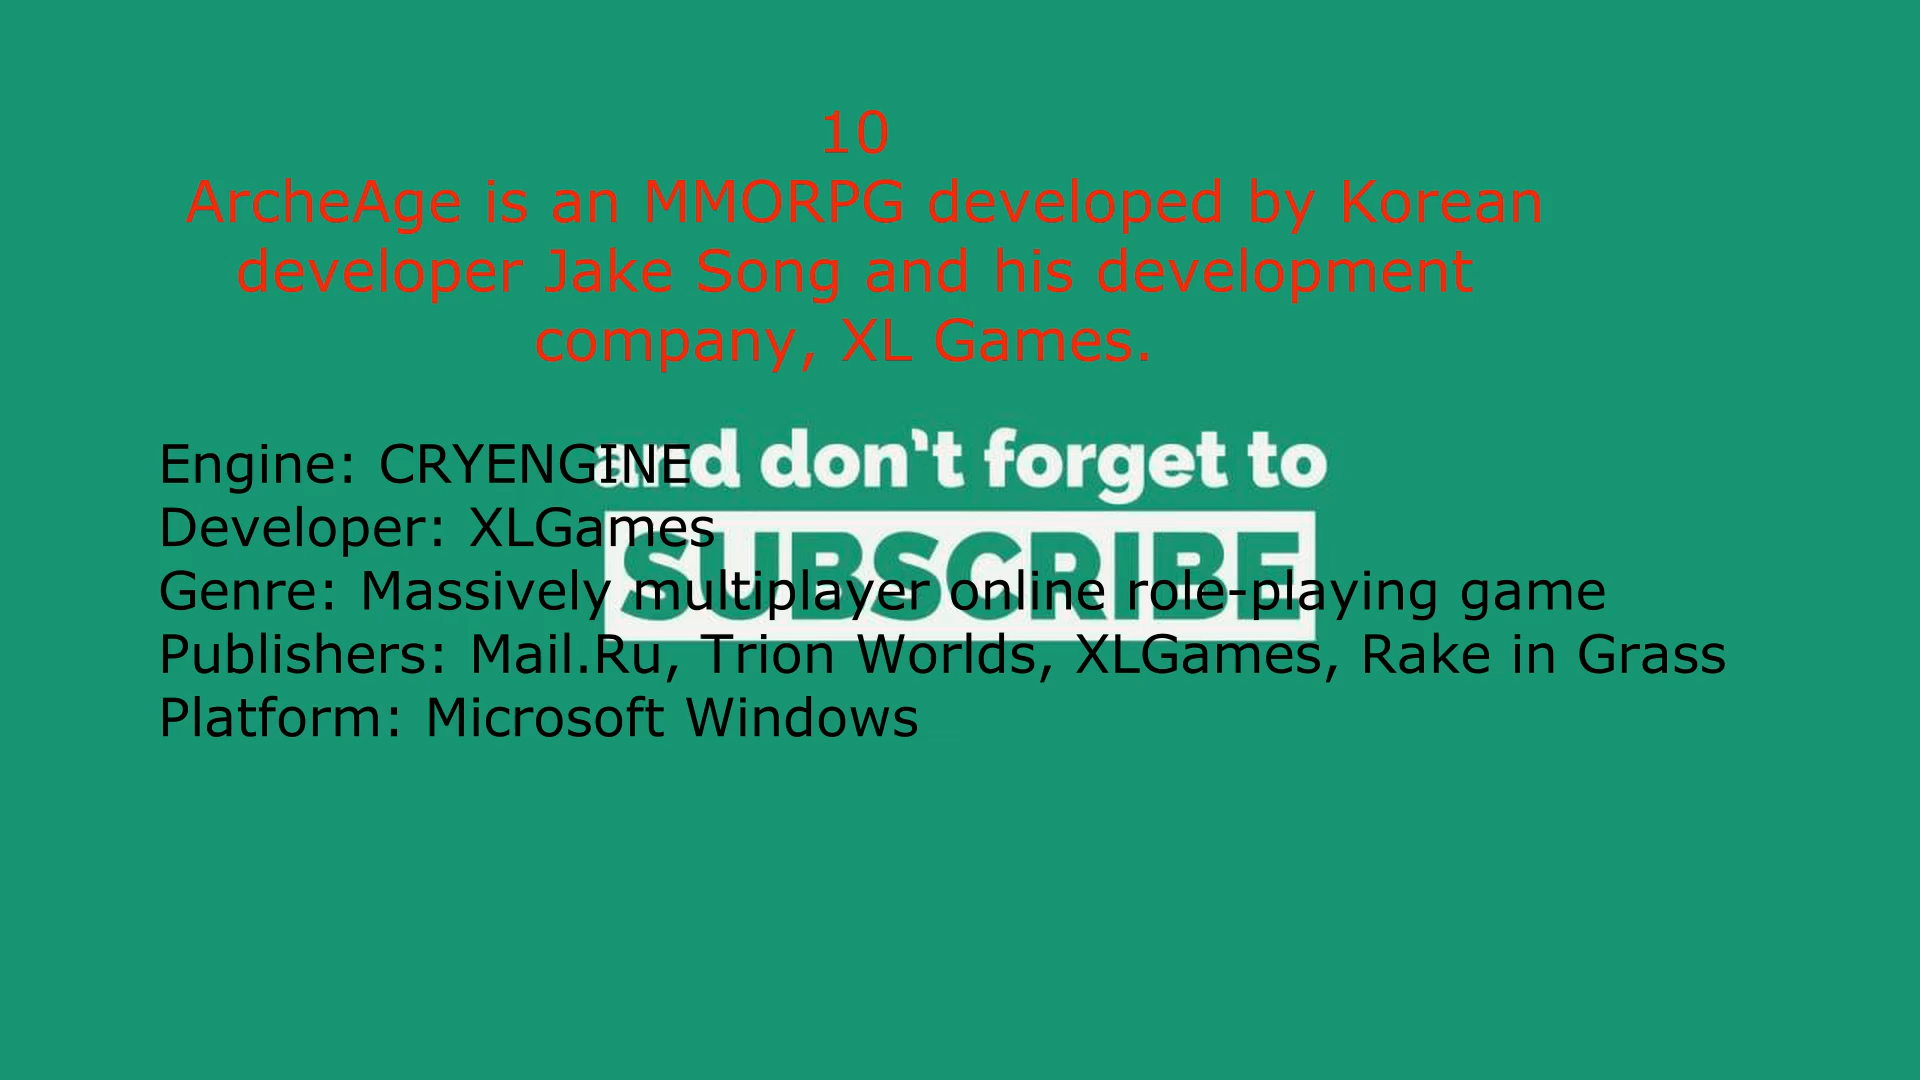 10
ArcheAge is an MMORPG developed by Korean
developer Jake Song and his development
company, XL Games.
and don't forget to
SUBSCRIBE
Engine: CRYENGINE
Developer: XLGames
Genre: Massively multiplayer online role-playing game
Publishers: Mail.Ru, Trion Worlds, XLGames, Rake in Grass
Platform: Microsoft Windows